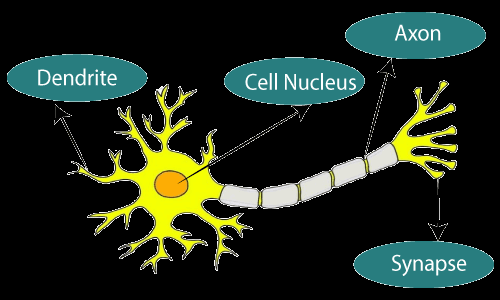 Axon
Dendrite
Cell Nucleus
Synapse